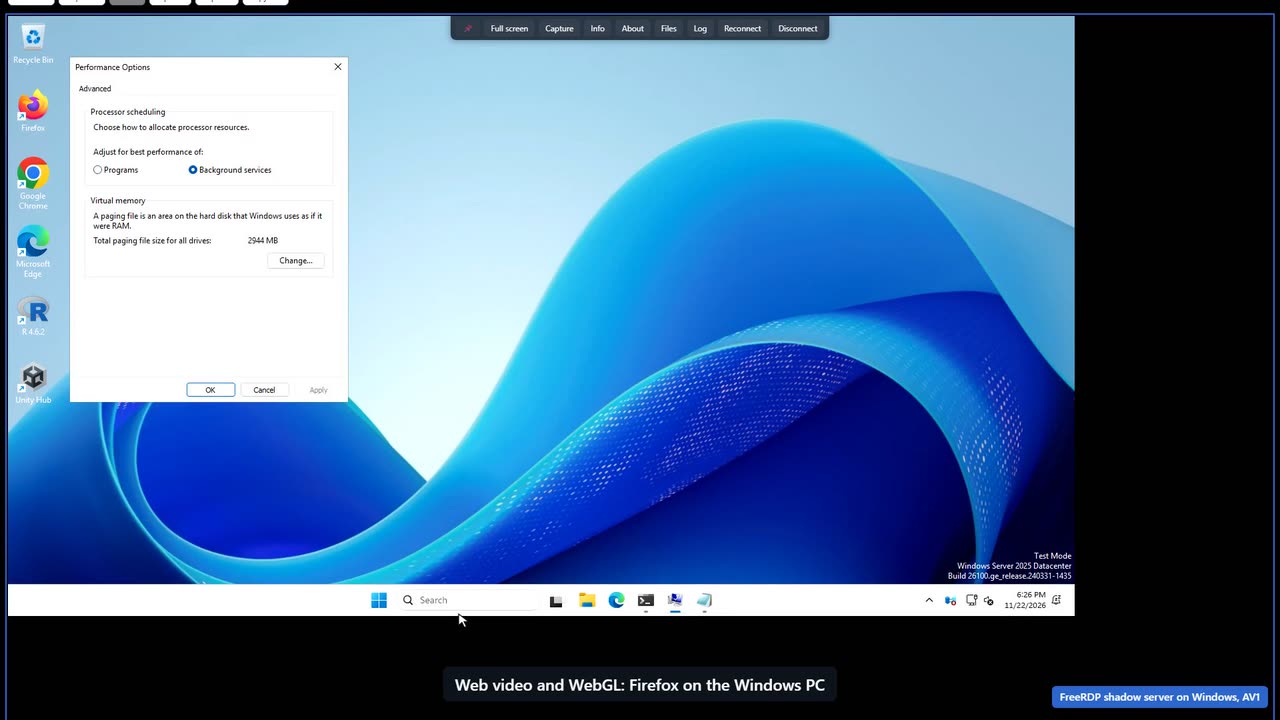 Full screen
Capture
Info
About
Files
Log
Reconnect
Disconnect
Recycle Bin
Firefox
Google
Chrome
Microsoft
Edge
R 4.6.2
Unity Hub
Performance Options
Advanced
Processor scheduling
Choose how to allocate processor resources.
Adjust for best performance of:
Programs
Background services
Virtual memory
A paging file is an area on the hard disk that Windows uses as if it
were RAM.
Total paging file size for all drives: 2944 MB
Change...
OK
Cancel
Apply
Test Mode
Windows Server 2025 Datacenter
Build 26100.ge_release.240331-1435
Search
6:26 PM
11/22/2026
Web video and WebGL: Firefox on the Windows PC
FreeRDP shadow server on Windows, AV1